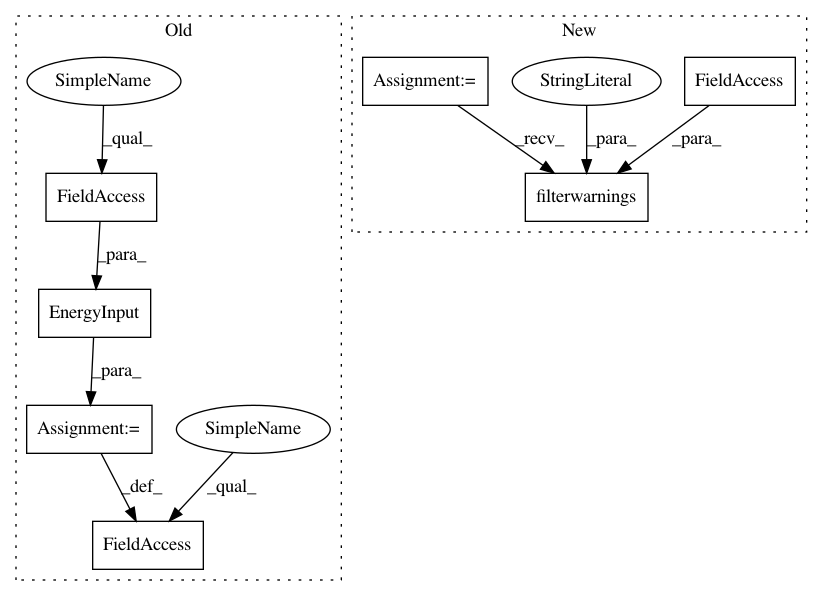 Old
SimpleName
_qual_
FieldAccess
_para_
EnergyInput
_para_
Assignment:=
SimpleName
_def_
_qual_
FieldAccess
New
Assignment:=
StringLiteral
FieldAccess
_recv_
_para_
_para_
filterwarnings